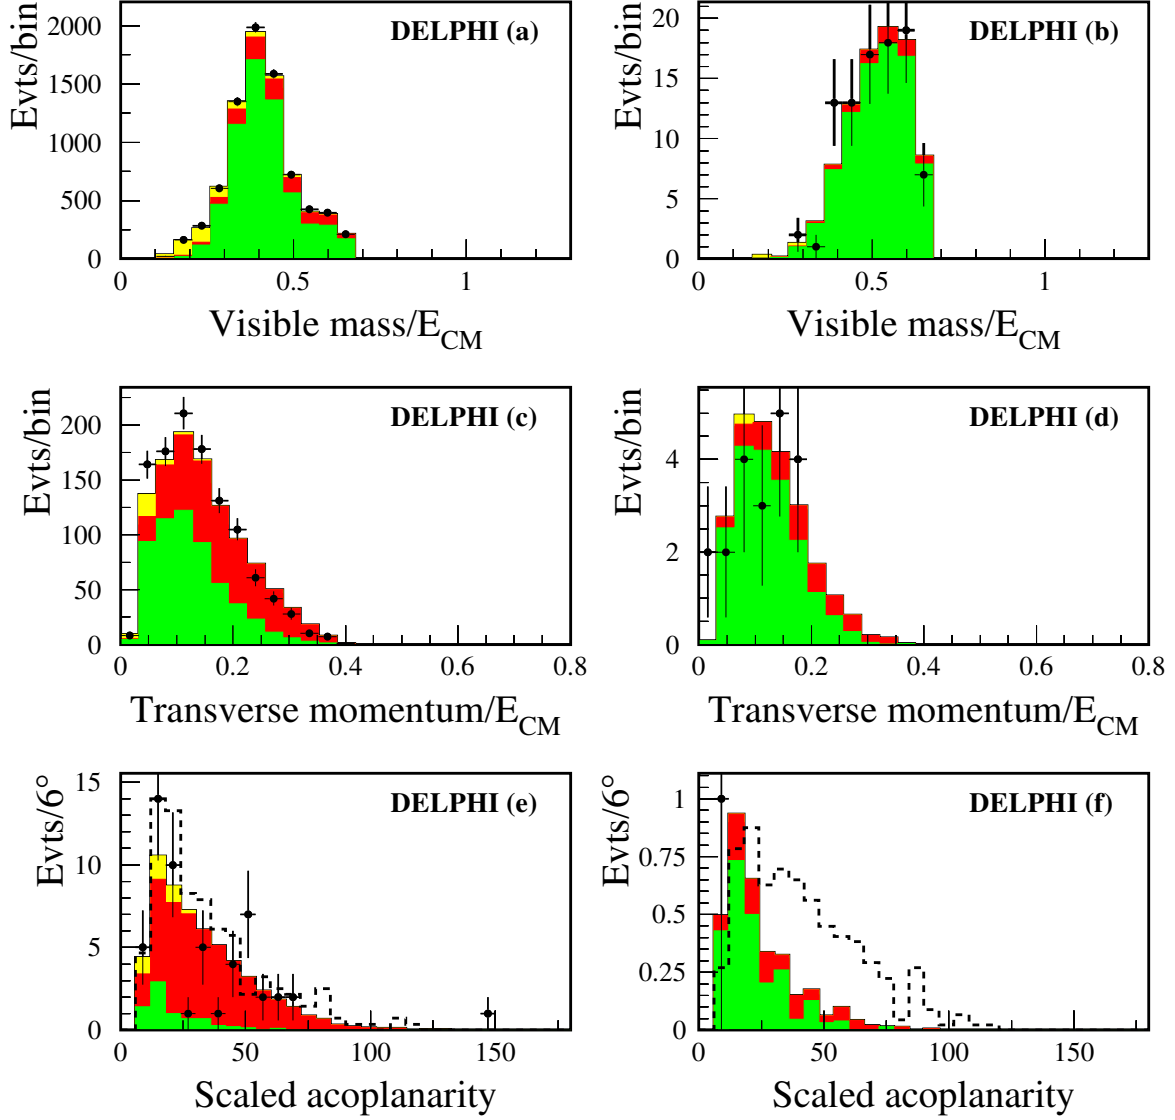 DELPHI (a)
Evts/bin
2000
1500
1000
500
0
0 0.5 1
Visible mass/E_CM
DELPHI (b)
Evts/bin
20
15
10
5
0
0 0.5 1
Visible mass/E_CM
DELPHI (c)
Evts/bin
200
150
100
50
0
0 0.2 0.4 0.6 0.8
Transverse momentum/E_CM
DELPHI (d)
Evts/bin
4
2
0
0 0.2 0.4 0.6 0.8
Transverse momentum/E_CM
DELPHI (e)
Evts/6°
15
10
5
0
0 50 100 150
Scaled acoplanarity
DELPHI (f)
Evts/6°
1
0.75
0.5
0.25
0
0 50 100 150
Scaled acoplanarity